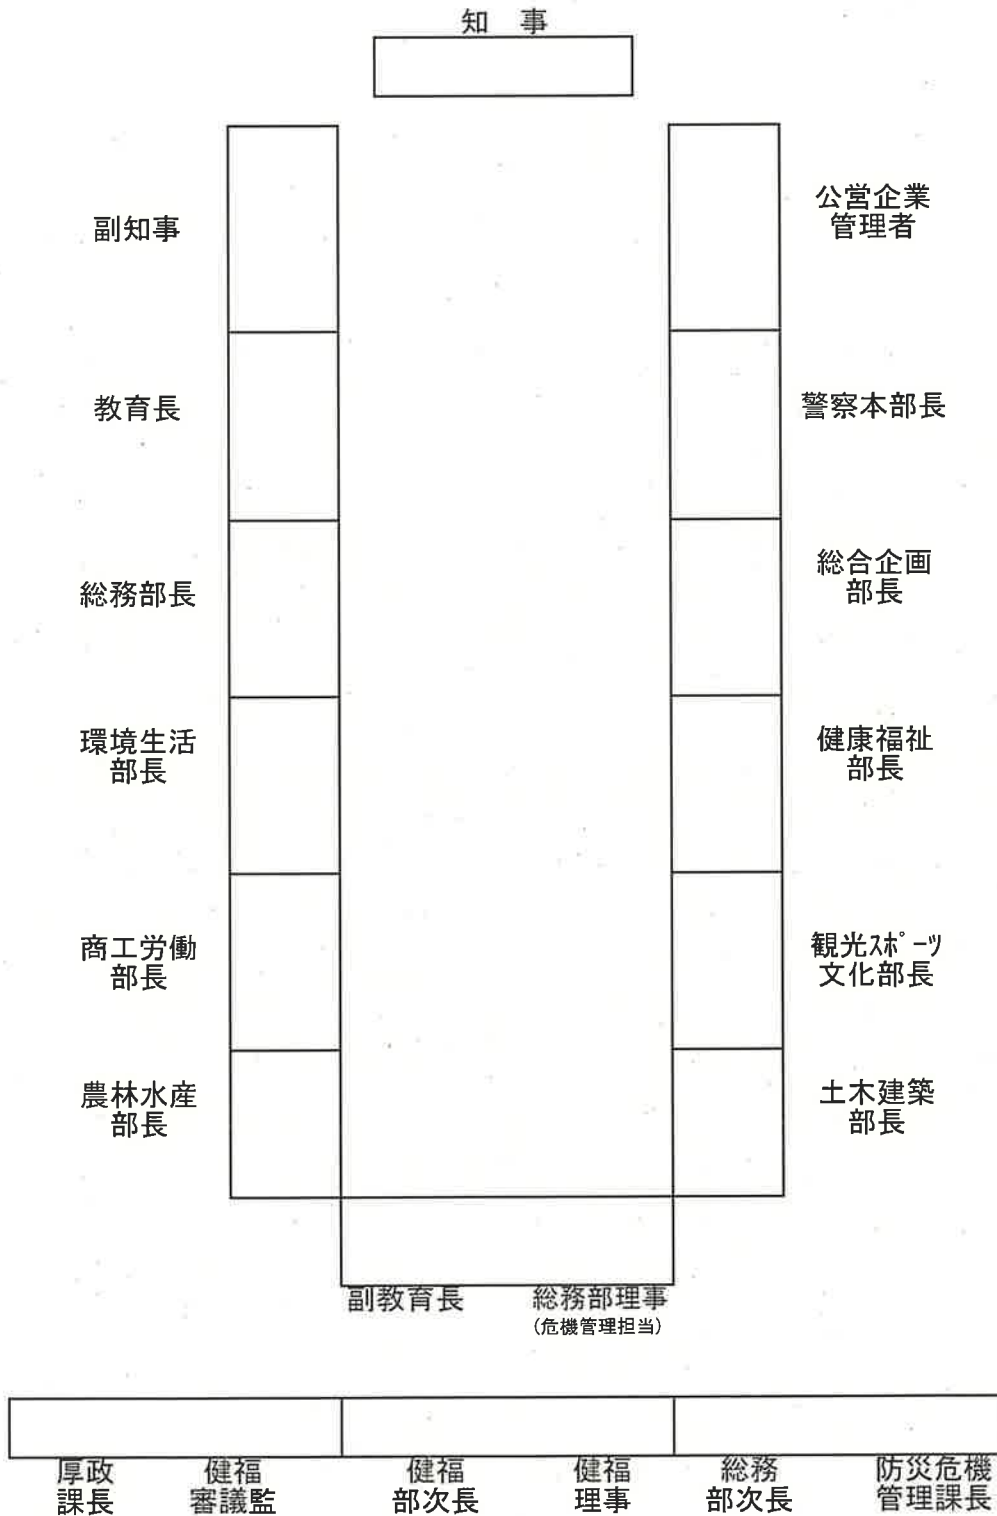 知　事
副知事
公営企業
管理者
教育長
警察本部長
総務部長
総合企画
部長
環境生活
部長
健康福祉
部長
商工労働
部長
観光ｽﾎﾟｰﾂ
文化部長
農林水産
部長
土木建築
部長
副教育長
総務部理事
(危機管理担当)
厚政
課長
健福
審議監
健福
部次長
健福
理事
総務
部次長
防災危機
管理課長